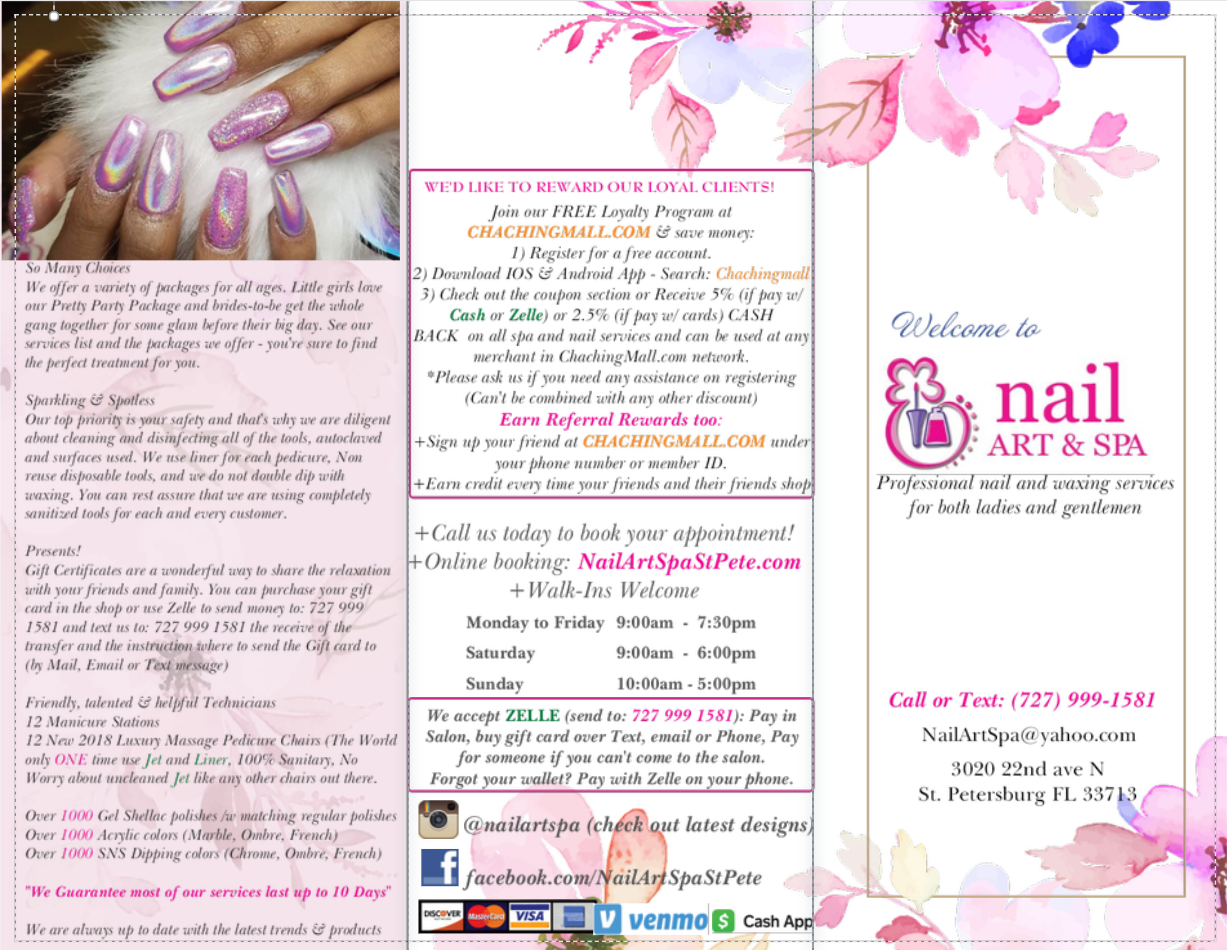 So Many Choices
We offer a variety of packages for all ages. Little girls love
our Pretty Party Package and brides-to-be get the whole
gang together for some glam before their big day. See our
services list and the packages we offer - you're sure to find
the perfect treatment for you.
Sparkling & Spotless
Our top priority is your safety and that's why we are diligent
about cleaning and disinfecting all of the tools, autoclaved
and surfaces used. We use liner for each pedicure, Non
reuse disposable tools, and we do not double dip with
waxing. You can rest assure that we are using completely
sanitized tools for each and every customer.
Presents!
Gift Certificates are a wonderful way to share the relaxation
with your friends and family. You can purchase your gift
card in the shop or use Zelle to send money to: 727 999
1581 and text us to: 727 999 1581 the receive of the
transfer and the instruction where to send the Gift card to
(by Mail, Email or Text message)
Friendly, talented & helpful Technicians
12 Manicure Stations
12 New 2018 Luxury Massage Pedicure Chairs (The World
only ONE time use Jet and Liner, 100% Sanitary, No
Worry about uncleaned Jet like any other chairs out there.
Over 1000 Gel Shellac polishes /w matching regular polishes
Over 1000 Acrylic colors (Marble, Ombre, French)
Over 1000 SNS Dipping colors (Chrome, Ombre, French)
"We Guarantee most of our services last up to 10 Days"
We are always up to date with the latest trends & products
WE'D LIKE TO REWARD OUR LOYAL CLIENTS!
Join our FREE Loyalty Program at
CHACHINGMALL.COM & save money:
1) Register for a free account.
2) Download IOS & Android App - Search: Chachingmall
3) Check out the coupon section or Receive 5% (if pay w/
Cash or Zelle) or 2.5% (if pay w/ cards) CASH
BACK on all spa and nail services and can be used at any
merchant in ChachingMall.com network.
*Please ask us if you need any assistance on registering
(Can't be combined with any other discount)
Earn Referral Rewards too:
+Sign up your friend at CHACHINGMALL.COM under
your phone number or member ID.
+Earn credit every time your friends and their friends shop
+Call us today to book your appointment!
+Online booking: NailArtSpaStPete.com
+Walk-Ins Welcome
Monday to Friday 9:00am - 7:30pm
Saturday 9:00am - 6:00pm
Sunday 10:00am - 5:00pm
We accept ZELLE (send to: 727 999 1581): Pay in
Salon, buy gift card over Text, email or Phone, Pay
for someone if you can't come to the salon.
Forgot your wallet? Pay with Zelle on your phone.
@nailartspa (check out latest designs)
facebook.com/NailArtSpaStPete
DISCOVER MasterCard VISA venmo $ Cash App
Welcome to
nail
ART & SPA
Professional nail and waxing services
for both ladies and gentlemen
Call or Text: (727) 999-1581
NailArtSpa@yahoo.com
3020 22nd ave N
St. Petersburg FL 33713